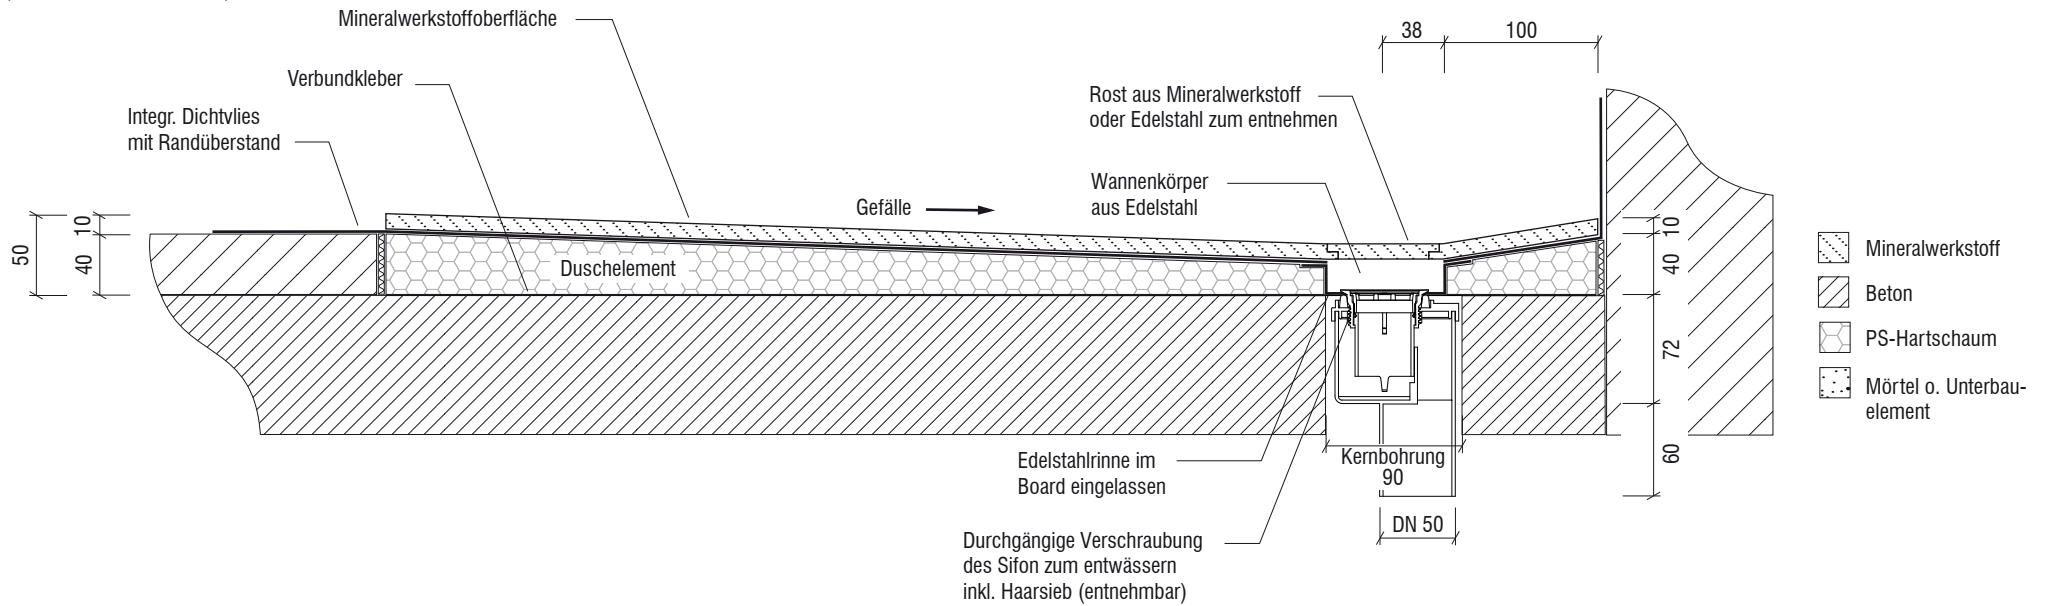 Mineralwerkstoffoberfläche
Verbundkleber
Integr. Dichtvlies
mit Randüberstand
38
100
Rost aus Mineralwerkstoff
oder Edelstahl zum entnehmen
Wannenkörper
aus Edelstahl
Gefälle
50
10
40
Duschelement
10
40
72
60
Mineralwerkstoff
Beton
PS-Hartschaum
Mörtel o. Unterbau-
element
Edelstahlrinne im
Board eingelassen
Kernbohrung
90
DN 50
Durchgängige Verschraubung
des Sifon zum entwässern
inkl. Haarsieb (entnehmbar)